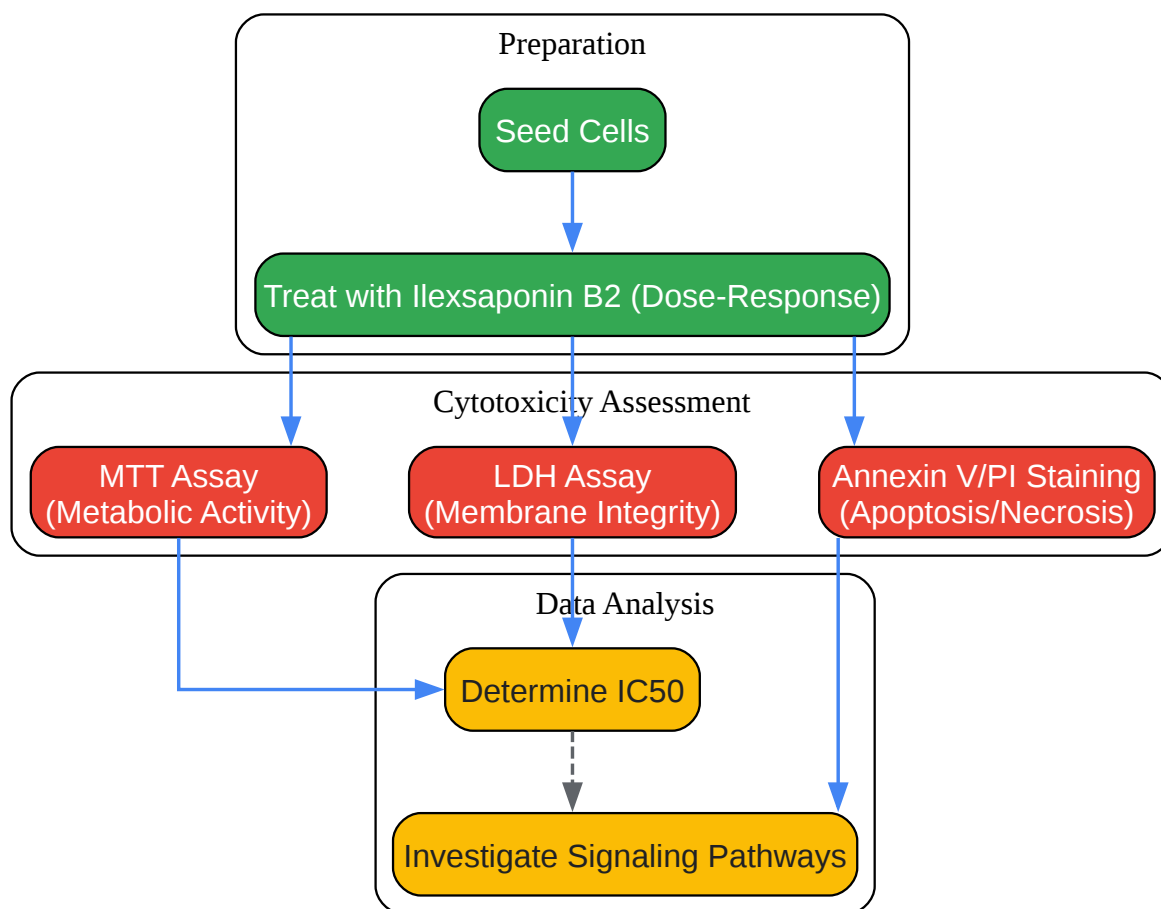 Preparation
Seed Cells
Treat with Ilexsaponin B2 (Dose-Response)
Cytotoxicity Assessment
MTT Assay
(Metabolic Activity)
LDH Assay
(Membrane Integrity)
Annexin V/PI Staining
(Apoptosis/Necrosis)
Data Analysis
Determine IC50
Investigate Signaling Pathways